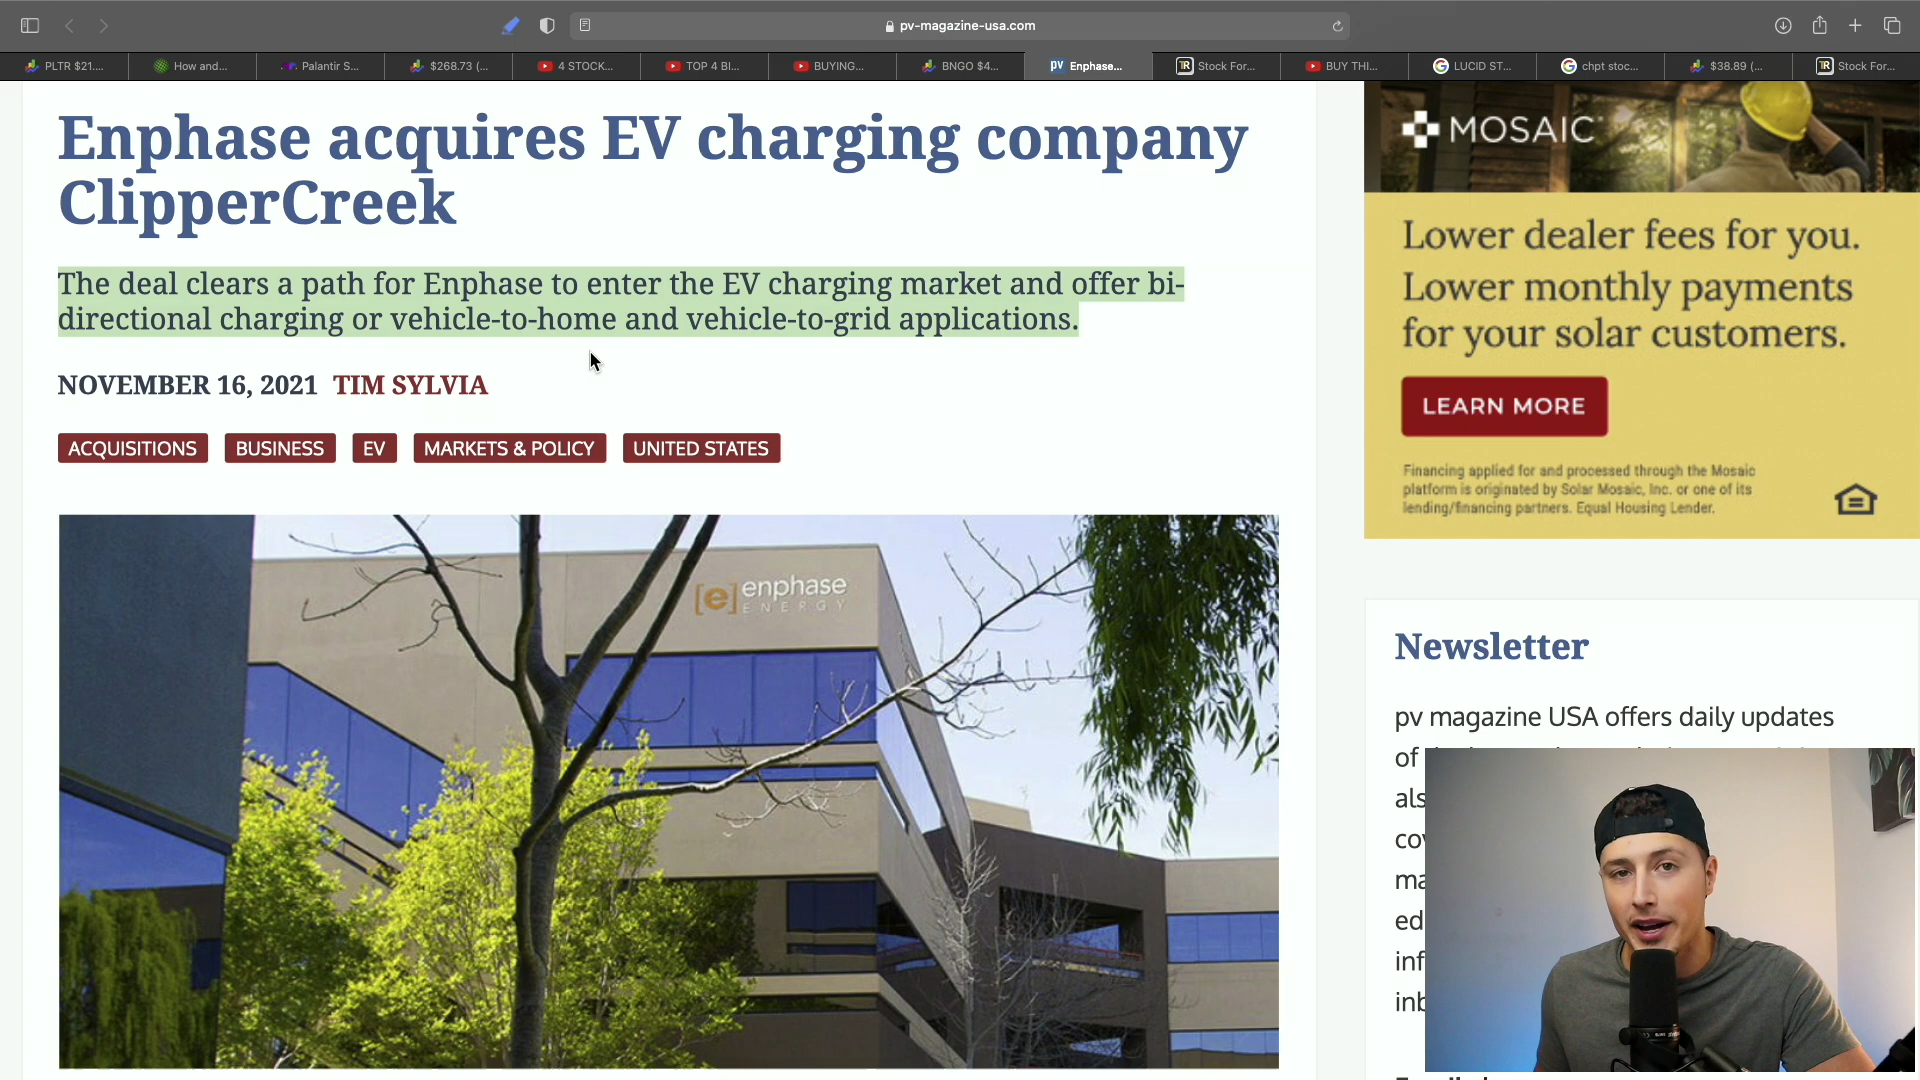 pv-magazine-usa.com
PLTR $21....
How and...
Palantir S...
$268.73 (...
4 STOCK...
TOP 4 BI...
BUYING...
BNGO $4...
pv Enphase...
TR Stock For...
BUY THI...
G LUCID ST...
G chpt stoc...
$38.89 (...
TR Stock For...
Enphase acquires EV charging company
ClipperCreek
The deal clears a path for Enphase to enter the EV charging market and offer bi-
directional charging or vehicle-to-home and vehicle-to-grid applications.
NOVEMBER 16, 2021 TIM SYLVIA
ACQUISITIONS BUSINESS EV MARKETS & POLICY UNITED STATES
[e] enphase
ENERGY
MOSAIC
Lower dealer fees for you.
Lower monthly payments
for your solar customers.
LEARN MORE
Financing applied for and processed through the Mosaic
platform is originated by Solar Mosaic, Inc. or one of its
lending/financing partners. Equal Housing Lender.
Newsletter
pv magazine USA offers daily updates
of